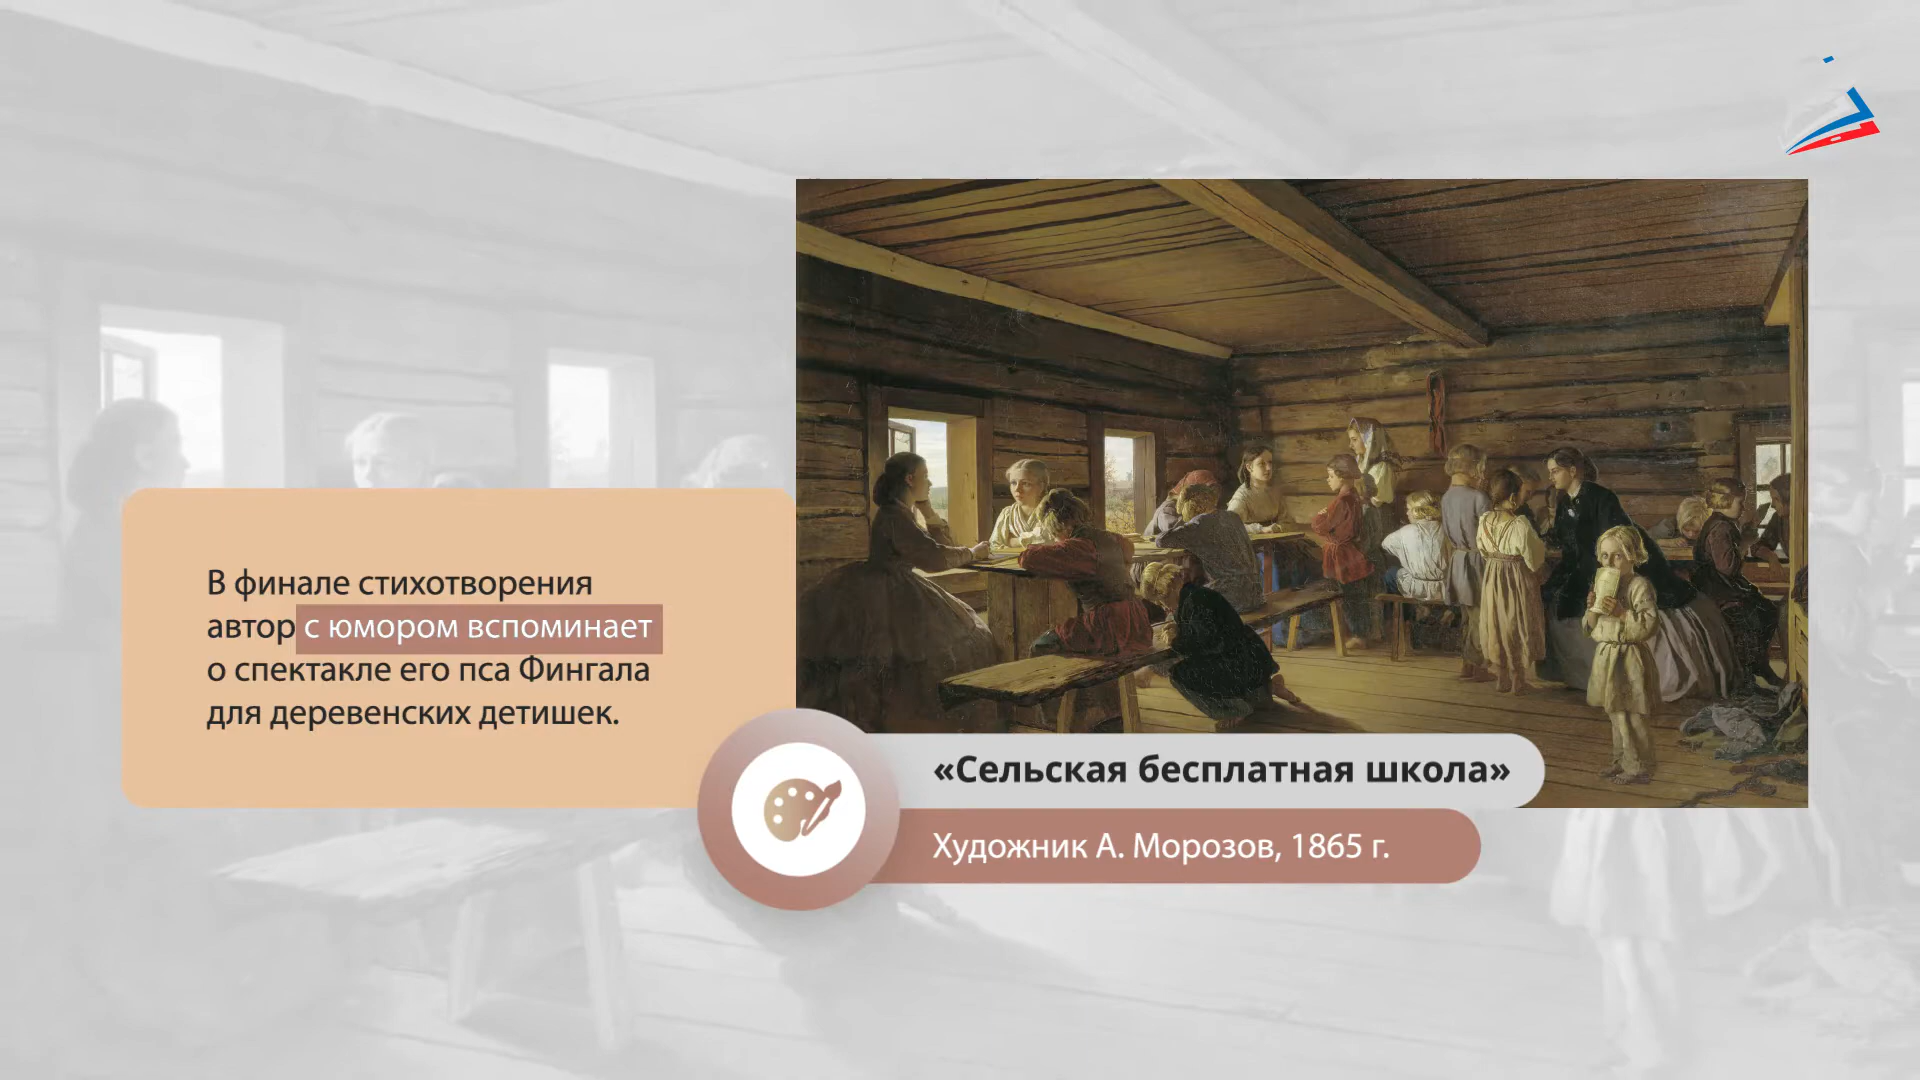 В финале стихотворения
автор с юмором вспоминает
о спектакле его пса Фингала
для деревенских детишек.
«Сельская бесплатная школа»
Художник А. Морозов, 1865 г.